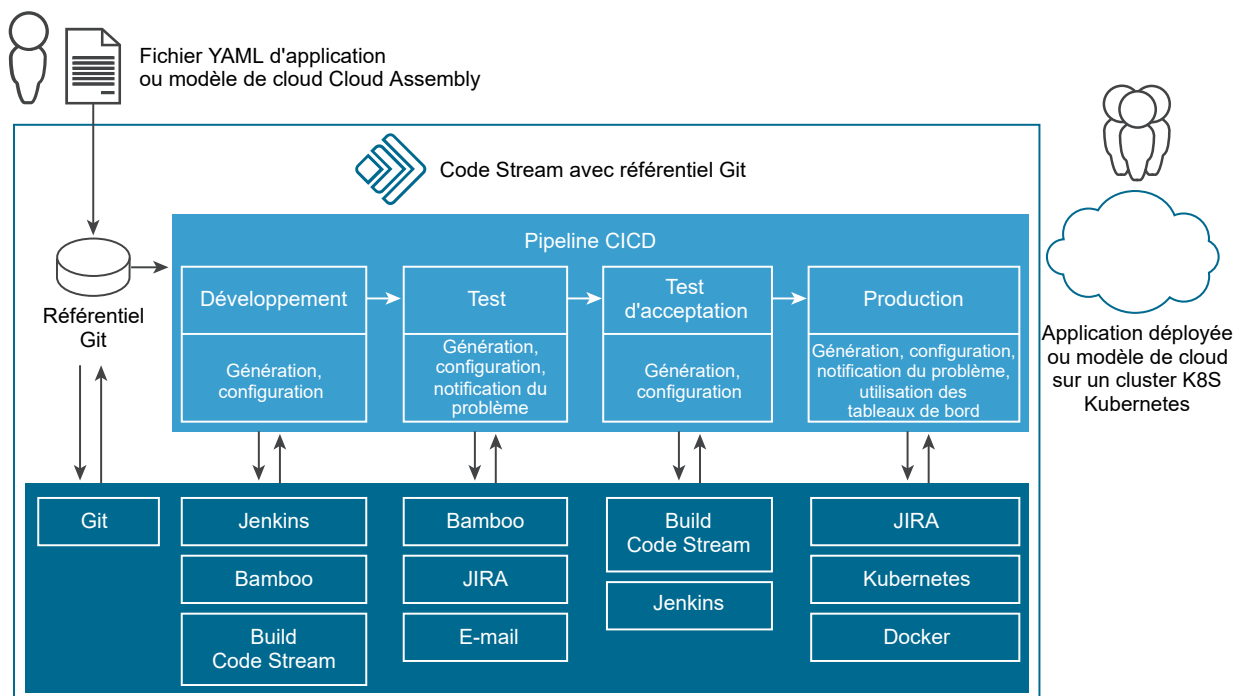 Fichier YAML d'application
ou modèle de cloud Cloud Assembly
Code Stream avec référentiel Git
Référentiel
Git
Pipeline CICD
Développement
Génération,
configuration
Test
Génération,
configuration,
notification du
problème
Test
d'acceptation
Génération,
configuration
Production
Génération, configuration,
notification du problème,
utilisation des
tableaux de bord
Application déployée
ou modèle de cloud
sur un cluster K8S
Kubernetes
Git
Jenkins
Bamboo
Build
Code Stream
Bamboo
JIRA
E-mail
Build
Code Stream
Jenkins
JIRA
Kubernetes
Docker